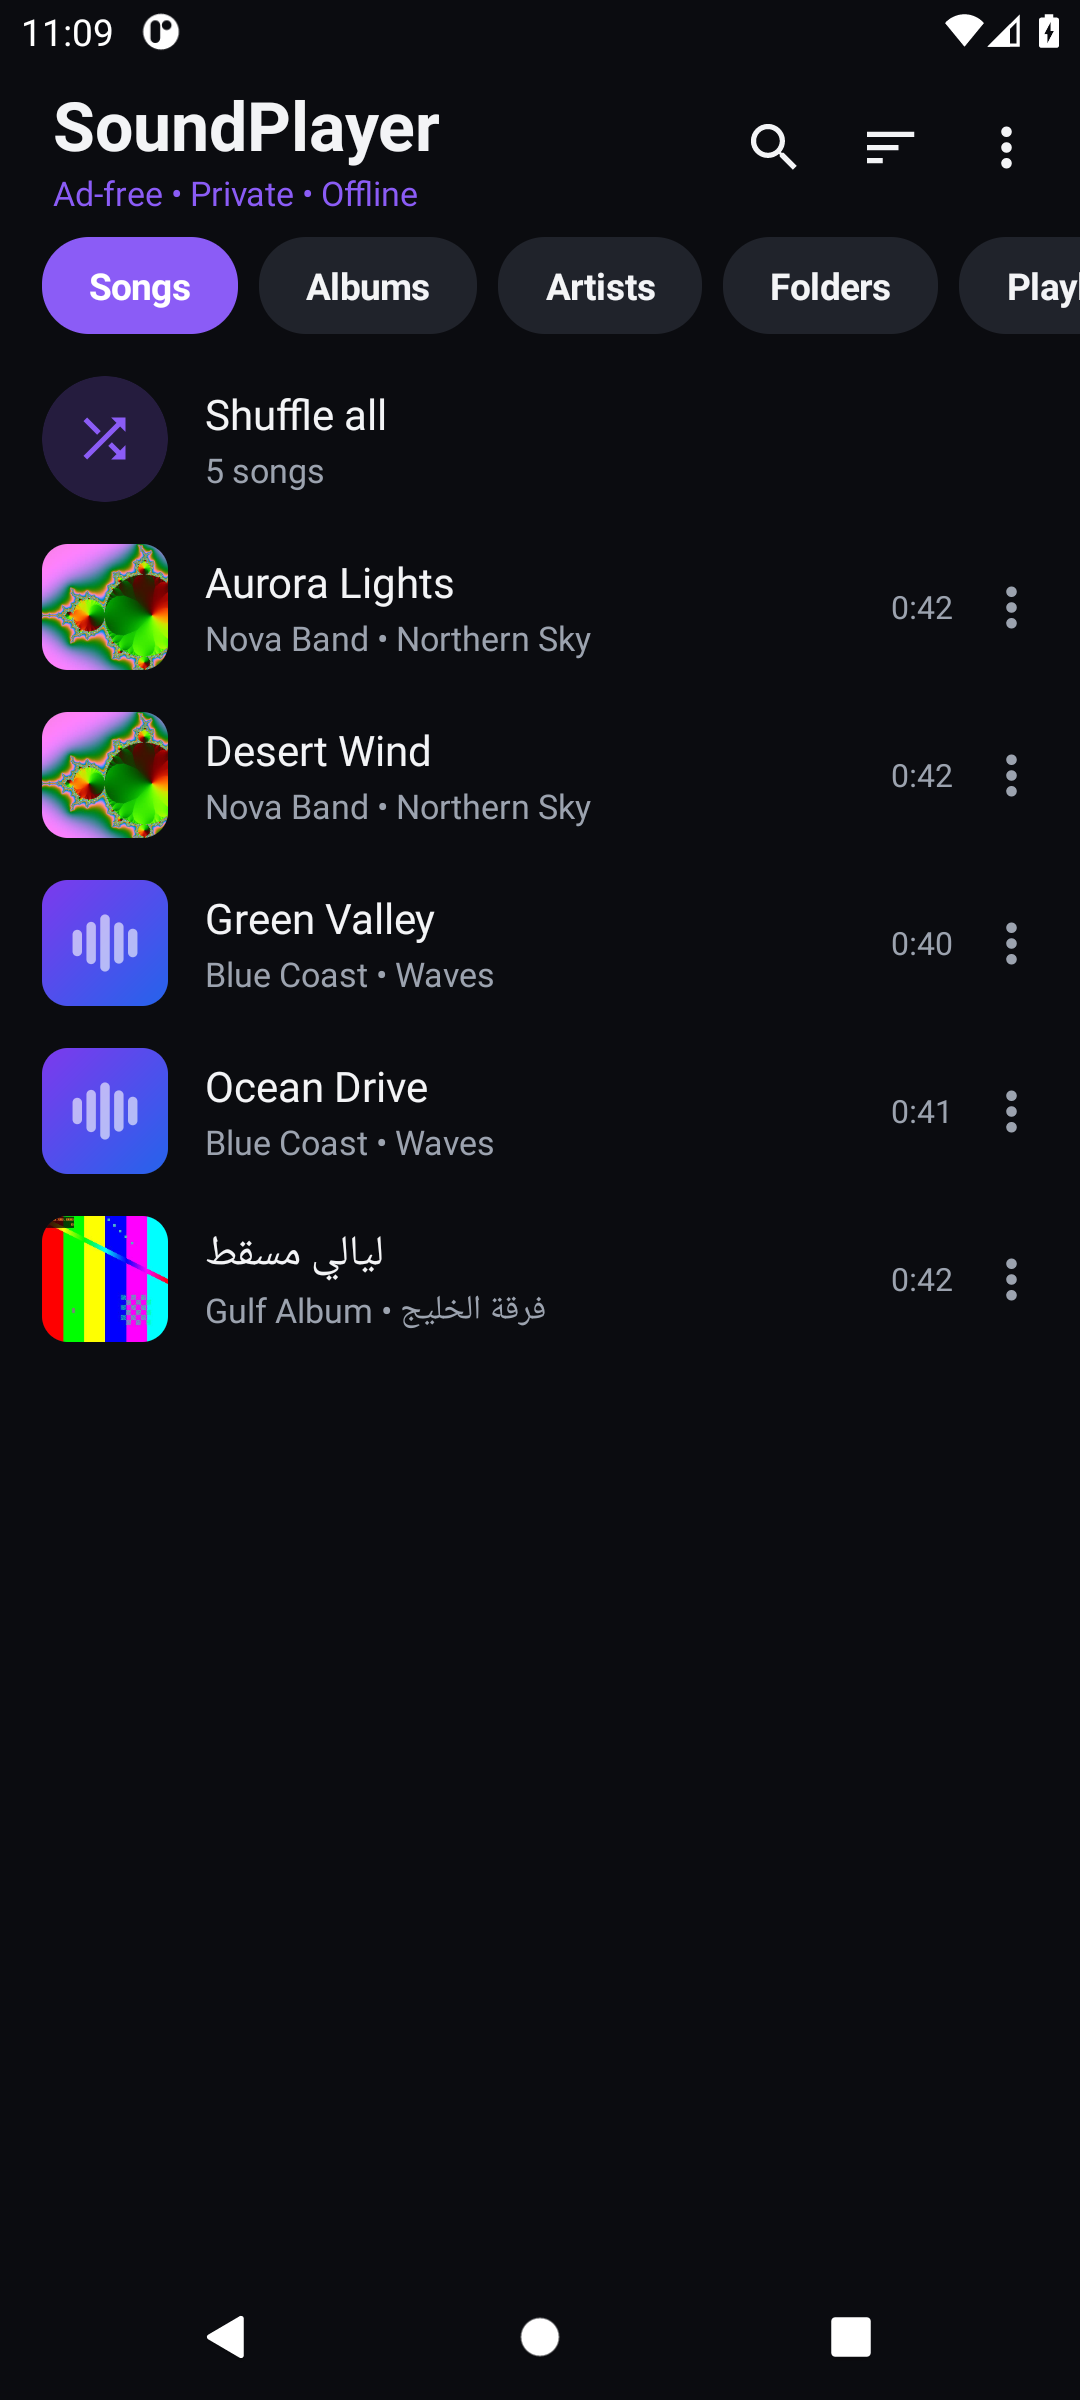 11:09
SoundPlayer
Ad-free • Private • Offline
Songs Albums Artists Folders Playl
Shuffle all
5 songs
Aurora Lights
Nova Band • Northern Sky
0:42
Desert Wind
Nova Band • Northern Sky
0:42
Green Valley
Blue Coast • Waves
0:40
Ocean Drive
Blue Coast • Waves
0:41
ليالي مسقط
Gulf Album • فرقة الخليج
0:42